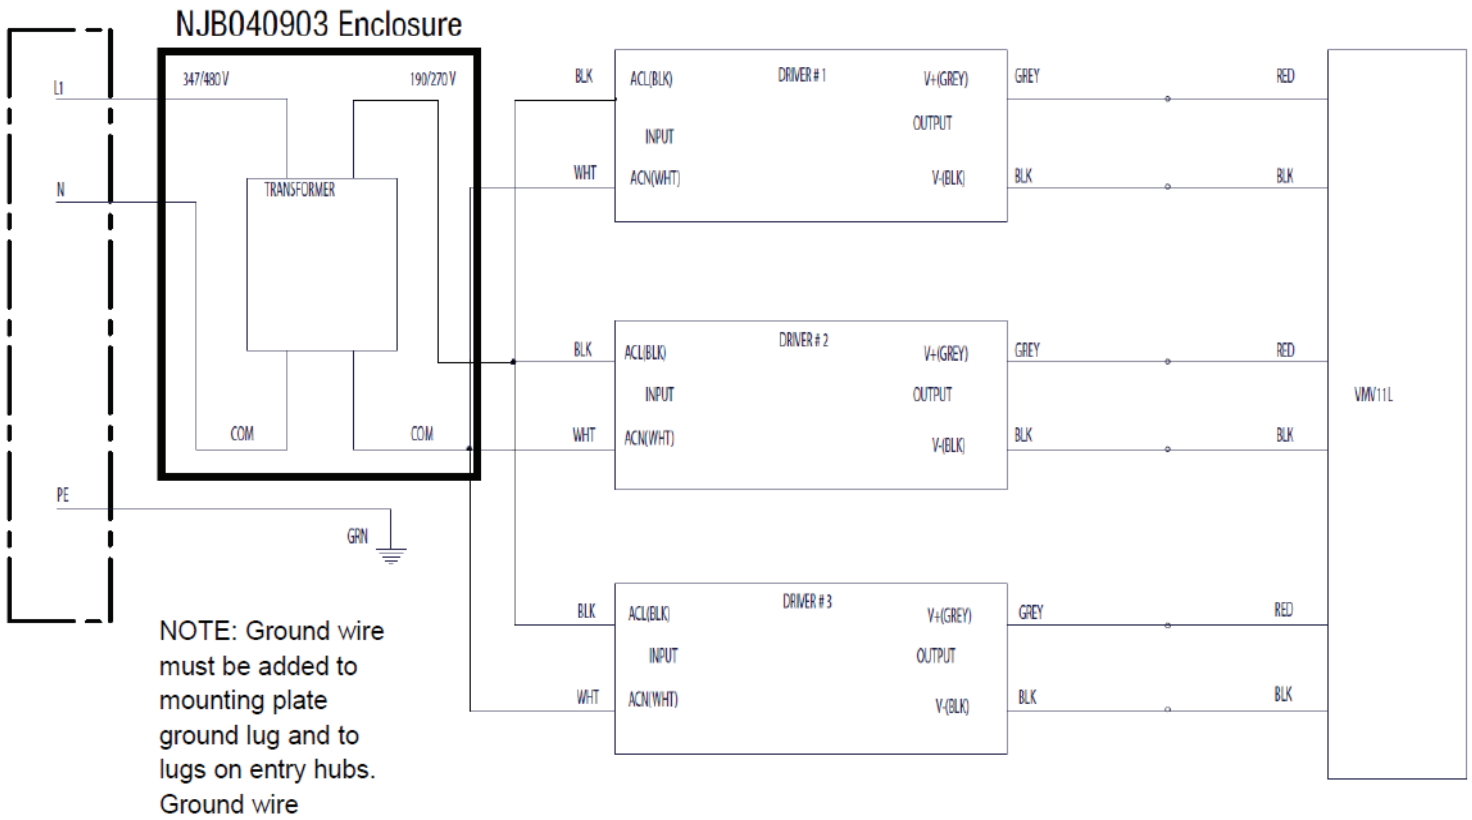 NJB040903 Enclosure
347/480 V
190/270 V
L1
N
TRANSFORMER
COM
COM
PE
GRN
NOTE: Ground wire
must be added to
mounting plate
ground lug and to
lugs on entry hubs.
Ground wire
BLK
ACL(BLK)
DRIVER # 1
V+(GREY)
GREY
RED
INPUT
OUTPUT
WHT
ACN(WHT)
V-(BLK)
BLK
BLK
BLK
ACL(BLK)
DRIVER # 2
V+(GREY)
GREY
RED
INPUT
OUTPUT
WHT
ACN(WHT)
V-(BLK)
BLK
BLK
BLK
ACL(BLK)
DRIVER # 3
V+(GREY)
GREY
RED
INPUT
OUTPUT
WHT
ACN(WHT)
V-(BLK)
BLK
BLK
VMV11L